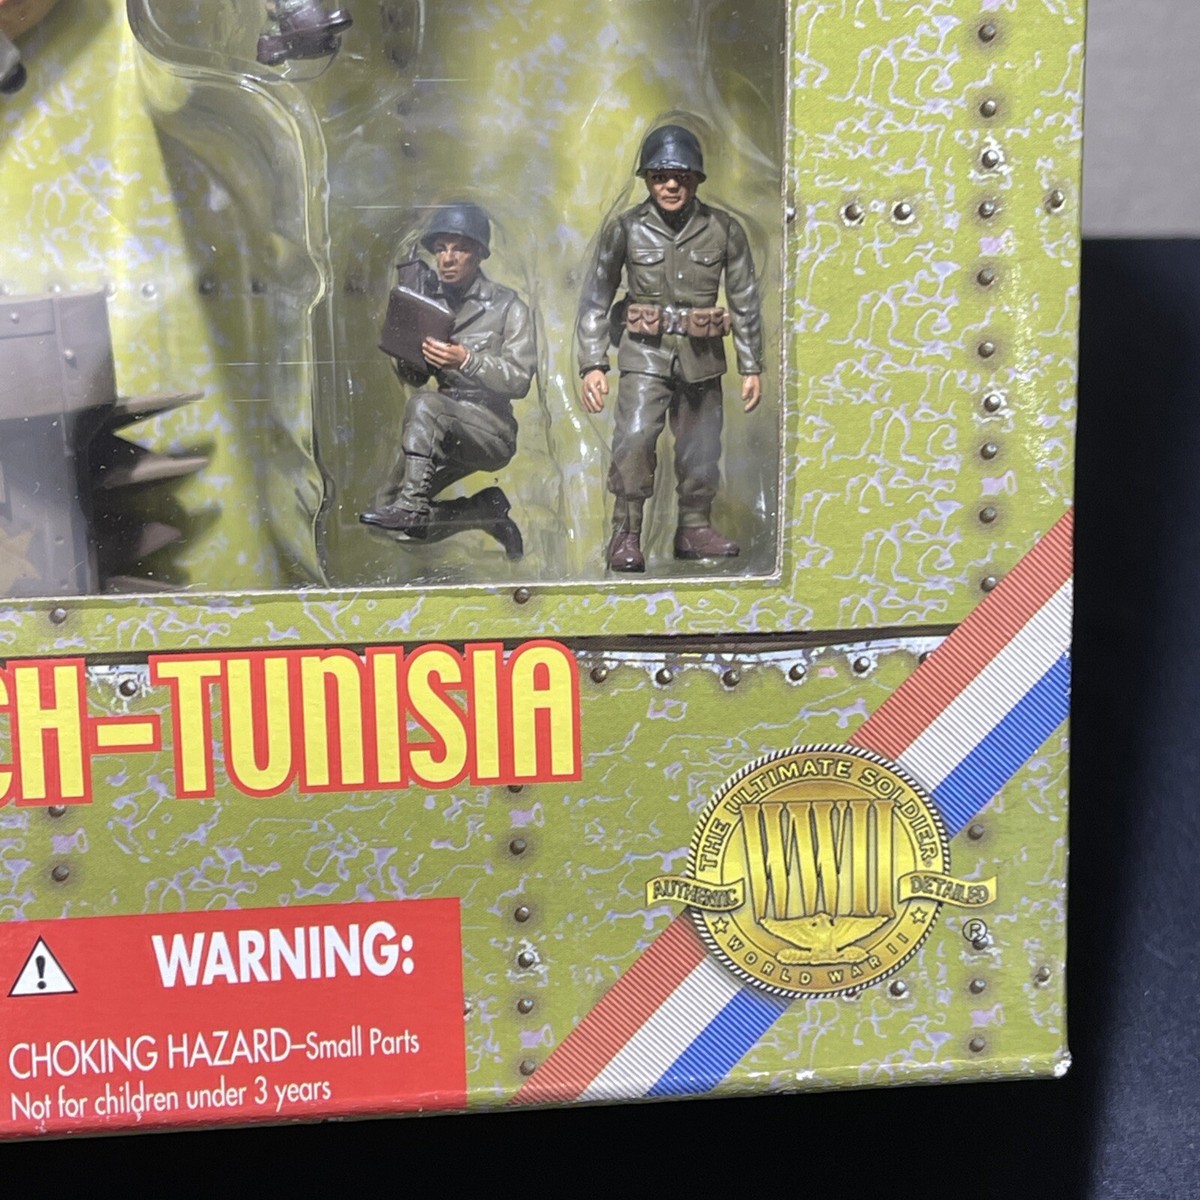 CH-TUNISIA
THE ULTIMATE SOLDIER®
WWII
AUTHENTIC
DETAILED
WORLD WAR II
®
WARNING:
CHOKING HAZARD–Small Parts
Not for children under 3 years